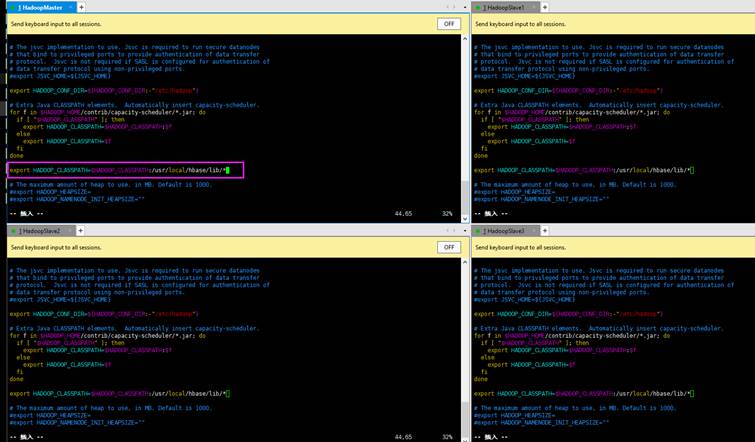 1 HadoopMaster
Send keyboard input to all sessions.
OFF
# The jsvc implementation to use. Jsvc is required to run secure datanodes
# that bind to privileged ports to provide authentication of data transfer
# protocol.  Jsvc is not required if SASL is configured for authentication of
# data transfer protocol using non-privileged ports.
#export JSVC_HOME=${JSVC_HOME}
export HADOOP_CONF_DIR=${HADOOP_CONF_DIR:-"/etc/hadoop"}
# Extra Java CLASSPATH elements.  Automatically insert capacity-scheduler.
for f in $HADOOP_HOME/contrib/capacity-scheduler/*.jar; do
if [ "$HADOOP_CLASSPATH" ]; then
export HADOOP_CLASSPATH=$HADOOP_CLASSPATH:$f
else
export HADOOP_CLASSPATH=$f
fi
done
export HADOOP_CLASSPATH=$HADOOP_CLASSPATH:/usr/local/hbase/lib/*
# The maximum amount of heap to use, in MB. Default is 1000.
#export HADOOP_HEAPSIZE=
#export HADOOP_NAMENODE_INIT_HEAPSIZE=""
-- 插入 --
44,65
32%
1 HadoopSlave1
Send keyboard input to all sessions.
# The jsvc implementation to use. Jsvc is required to run secure datanodes
# that bind to privileged ports to provide authentication of data transfer
# protocol.  Jsvc is not required if SASL is configured for authentication of
# data transfer protocol using non-privileged ports.
#export JSVC_HOME=${JSVC_HOME}
export HADOOP_CONF_DIR=${HADOOP_CONF_DIR:-"/etc/hadoop"}
# Extra Java CLASSPATH elements.  Automatically insert capacity-scheduler.
for f in $HADOOP_HOME/contrib/capacity-scheduler/*.jar; do
if [ "$HADOOP_CLASSPATH" ]; then
export HADOOP_CLASSPATH=$HADOOP_CLASSPATH:$f
else
export HADOOP_CLASSPATH=$f
fi
done
export HADOOP_CLASSPATH=$HADOOP_CLASSPATH:/usr/local/hbase/lib/*
# The maximum amount of heap to use, in MB. Default is 1000.
#export HADOOP_HEAPSIZE=
#export HADOOP_NAMENODE_INIT_HEAPSIZE=""
-- 插入 --
1 HadoopSlave2
Send keyboard input to all sessions.
OFF
# The jsvc implementation to use. Jsvc is required to run secure datanodes
# that bind to privileged ports to provide authentication of data transfer
# protocol.  Jsvc is not required if SASL is configured for authentication of
# data transfer protocol using non-privileged ports.
#export JSVC_HOME=${JSVC_HOME}
export HADOOP_CONF_DIR=${HADOOP_CONF_DIR:-"/etc/hadoop"}
# Extra Java CLASSPATH elements.  Automatically insert capacity-scheduler.
for f in $HADOOP_HOME/contrib/capacity-scheduler/*.jar; do
if [ "$HADOOP_CLASSPATH" ]; then
export HADOOP_CLASSPATH=$HADOOP_CLASSPATH:$f
else
export HADOOP_CLASSPATH=$f
fi
done
export HADOOP_CLASSPATH=$HADOOP_CLASSPATH:/usr/local/hbase/lib/*
# The maximum amount of heap to use, in MB. Default is 1000.
#export HADOOP_HEAPSIZE=
#export HADOOP_NAMENODE_INIT_HEAPSIZE=""
-- 插入 --
44,65
32%
1 HadoopSlave3
Send keyboard input to all sessions.
# The jsvc implementation to use. Jsvc is required to run secure datanodes
# that bind to privileged ports to provide authentication of data transfer
# protocol.  Jsvc is not required if SASL is configured for authentication of
# data transfer protocol using non-privileged ports.
#export JSVC_HOME=${JSVC_HOME}
export HADOOP_CONF_DIR=${HADOOP_CONF_DIR:-"/etc/hadoop"}
# Extra Java CLASSPATH elements.  Automatically insert capacity-scheduler.
for f in $HADOOP_HOME/contrib/capacity-scheduler/*.jar; do
if [ "$HADOOP_CLASSPATH" ]; then
export HADOOP_CLASSPATH=$HADOOP_CLASSPATH:$f
else
export HADOOP_CLASSPATH=$f
fi
done
export HADOOP_CLASSPATH=$HADOOP_CLASSPATH:/usr/local/hbase/lib/*
# The maximum amount of heap to use, in MB. Default is 1000.
#export HADOOP_HEAPSIZE=
#export HADOOP_NAMENODE_INIT_HEAPSIZE=""
-- 插入 --